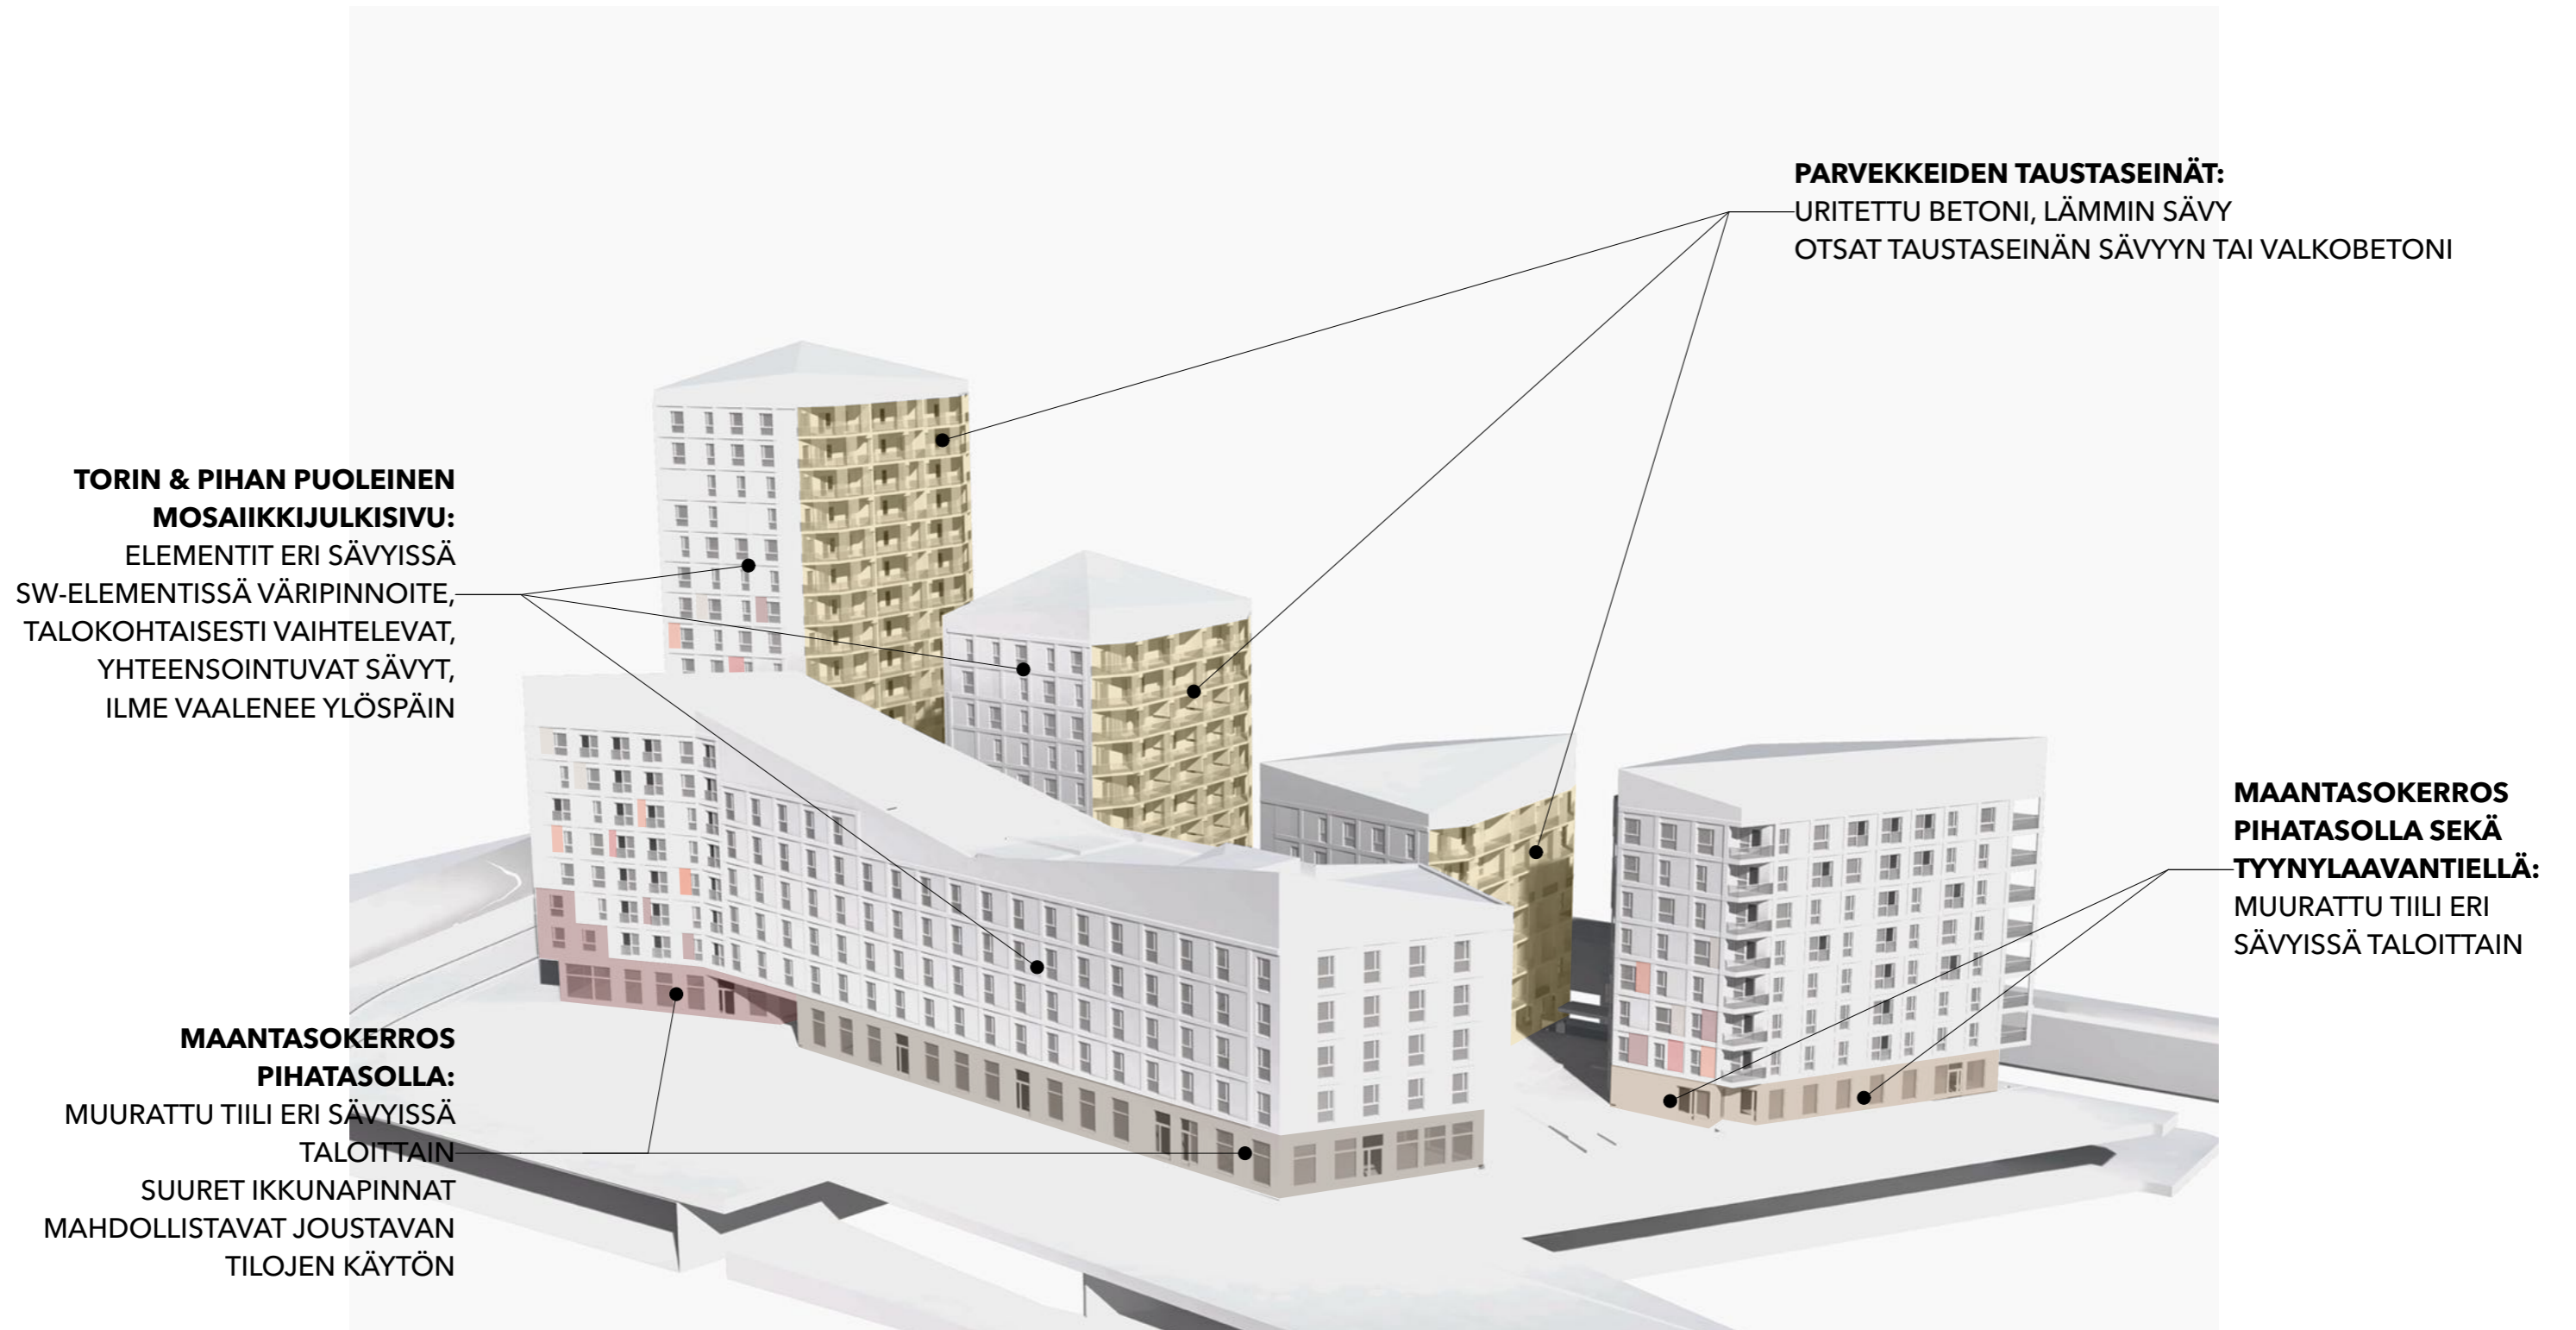 PARVEKKEIDEN TAUSTASEINÄT:
URITETTU BETONI, LÄMMIN SÄVY
OTSAT TAUSTASEINÄN SÄVYYN TAI VALKOBETONI
TORIN & PIHAN PUOLEINEN
MOSAIIKKIJULKISIVU:
ELEMENTIT ERI SÄVYISSÄ
SW-ELEMENTISSÄ VÄRIPINNOITE,
TALOKOHTAISESTI VAIHTELEVAT,
YHTEENSOINTUVAT SÄVYT,
ILME VAALENEE YLÖSPÄIN
MAANTASOKERROS
PIHATASOLLA SEKÄ
TYYNYLAAVANTIELLÄ:
MUURATTU TIILI ERI
SÄVYISSÄ TALOITTAIN
MAANTASOKERROS
PIHATASOLLA:
MUURATTU TIILI ERI SÄVYISSÄ
TALOITTAIN
SUURET IKKUNAPINNAT
MAHDOLLISTAVAT JOUSTAVAN
TILOJEN KÄYTÖN